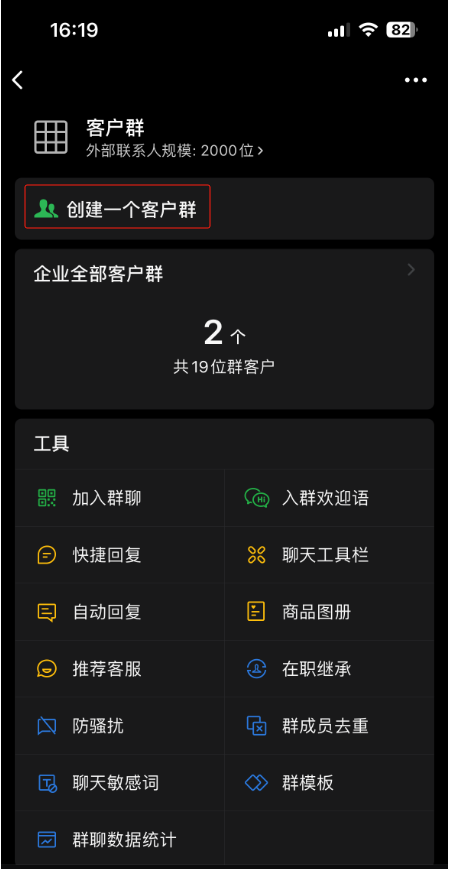 16:19
82
客户群
外部联系人规模: 2000位
创建一个客户群
企业全部客户群
2个
共19位群客户
工具
加入群聊
Hi
入群欢迎语
快捷回复
聊天工具栏
自动回复
商品图册
推荐客服
在职继承
防骚扰
群成员去重
聊天敏感词
群模板
群聊数据统计